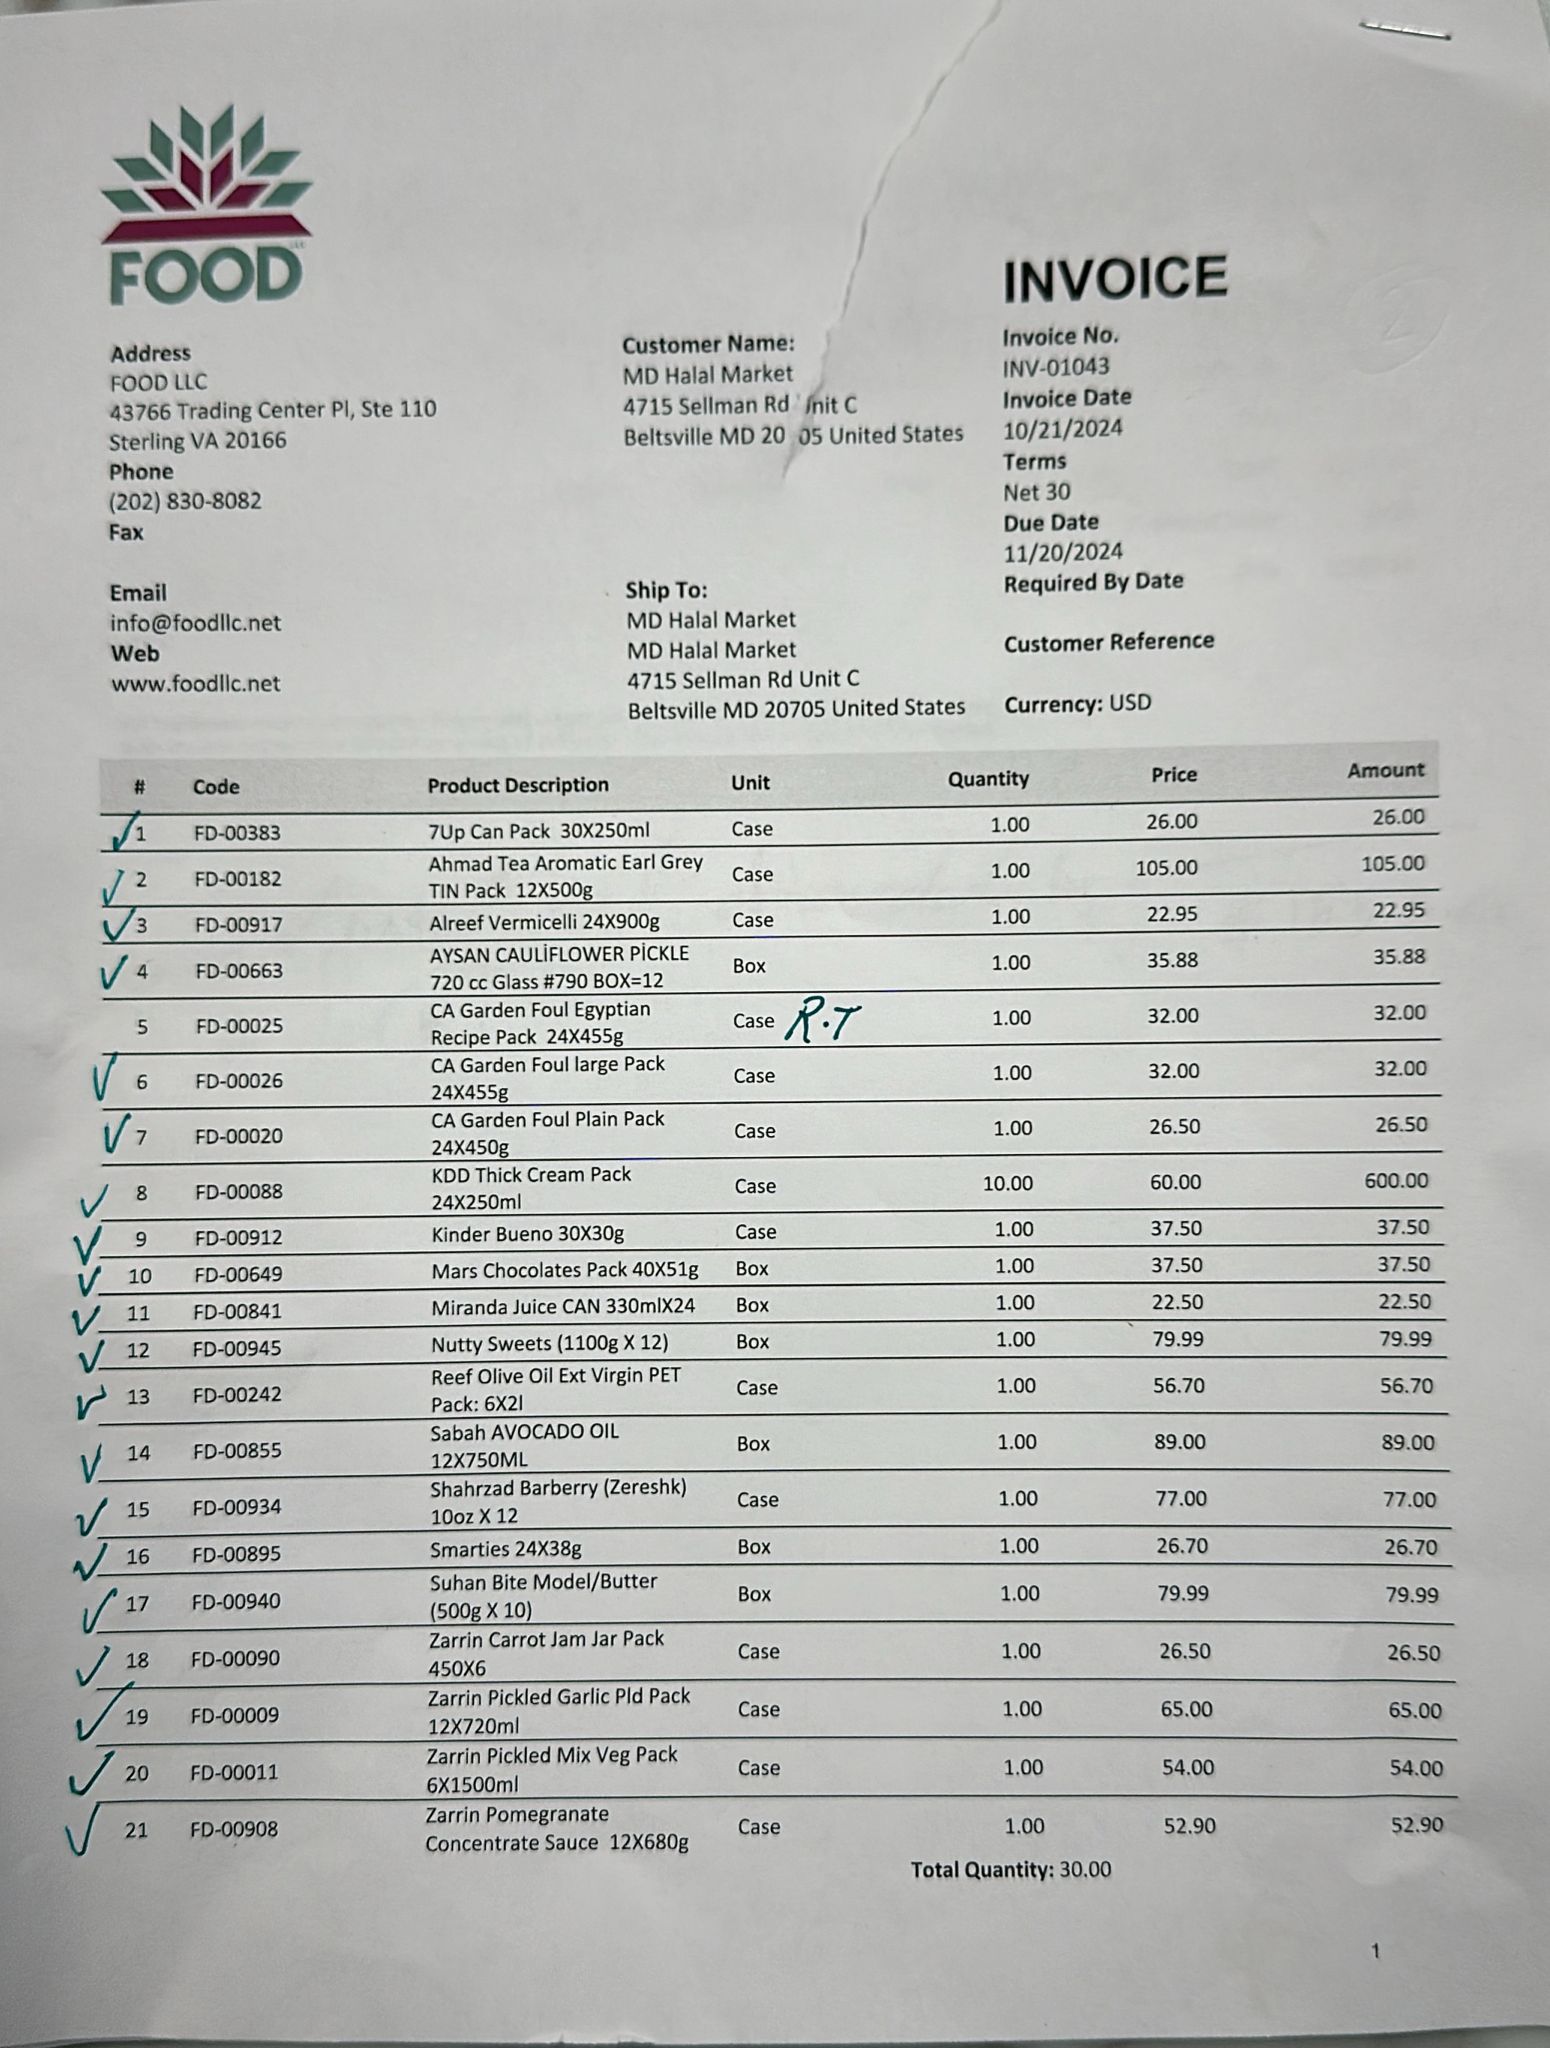 FOOD LLC
INVOICE
Address
FOOD LLC
43766 Trading Center Pl, Ste 110
Sterling VA 20166
Phone
(202) 830-8082
Fax
Email
info@foodllc.net
Web
www.foodllc.net
Customer Name:
MD Halal Market
4715 Sellman Rd nit C
Beltsville MD 20 05 United States
Ship To:
MD Halal Market
MD Halal Market
4715 Sellman Rd Unit C
Beltsville MD 20705 United States
Invoice No.
INV-01043
Invoice Date
10/21/2024
Terms
Net 30
Due Date
11/20/2024
Required By Date
Customer Reference
Currency: USD
# Code Product Description Unit Quantity Price Amount
1 FD-00383 7Up Can Pack 30X250ml Case 1.00 26.00 26.00
2 FD-00182 Ahmad Tea Aromatic Earl Grey Case 1.00 105.00 105.00
TIN Pack 12X500g
3 FD-00917 Alreef Vermicelli 24X900g Case 1.00 22.95 22.95
4 FD-00663 AYSAN CAULİFLOWER PİCKLE Box 1.00 35.88 35.88
720 cc Glass #790 BOX=12
5 FD-00025 CA Garden Foul Egyptian Case R.T 1.00 32.00 32.00
Recipe Pack 24X455g
6 FD-00026 CA Garden Foul large Pack Case 1.00 32.00 32.00
24X455g
7 FD-00020 CA Garden Foul Plain Pack Case 1.00 26.50 26.50
24X450g
8 FD-00088 KDD Thick Cream Pack Case 10.00 60.00 600.00
24X250ml
9 FD-00912 Kinder Bueno 30X30g Case 1.00 37.50 37.50
10 FD-00649 Mars Chocolates Pack 40X51g Box 1.00 37.50 37.50
11 FD-00841 Miranda Juice CAN 330mlX24 Box 1.00 22.50 22.50
12 FD-00945 Nutty Sweets (1100g X 12) Box 1.00 79.99 79.99
13 FD-00242 Reef Olive Oil Ext Virgin PET Case 1.00 56.70 56.70
Pack: 6X2l
14 FD-00855 Sabah AVOCADO OIL Box 1.00 89.00 89.00
12X750ML
15 FD-00934 Shahrzad Barberry (Zereshk) Case 1.00 77.00 77.00
10oz X 12
16 FD-00895 Smarties 24X38g Box 1.00 26.70 26.70
17 FD-00940 Suhan Bite Model/Butter Box 1.00 79.99 79.99
(500g X 10)
18 FD-00090 Zarrin Carrot Jam Jar Pack Case 1.00 26.50 26.50
450X6
19 FD-00009 Zarrin Pickled Garlic Pld Pack Case 1.00 65.00 65.00
12X720ml
20 FD-00011 Zarrin Pickled Mix Veg Pack Case 1.00 54.00 54.00
6X1500ml
21 FD-00908 Zarrin Pomegranate Case 1.00 52.90 52.90
Concentrate Sauce 12X680g
Total Quantity: 30.00
1